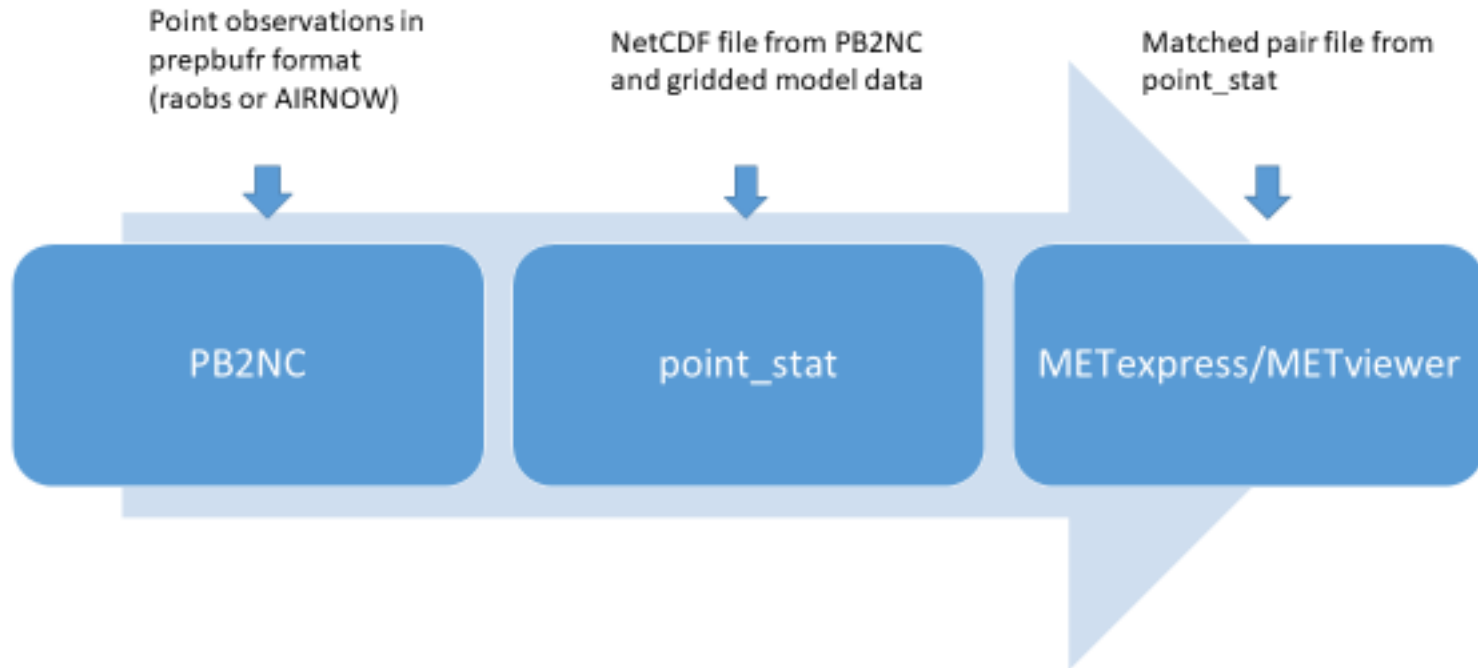 Point observations in
prepbufr format
(raobs or AIRNOW)
NetCDF file from PB2NC
and gridded model data
Matched pair file from
point_stat
PB2NC
point_stat
METexpress/METviewer